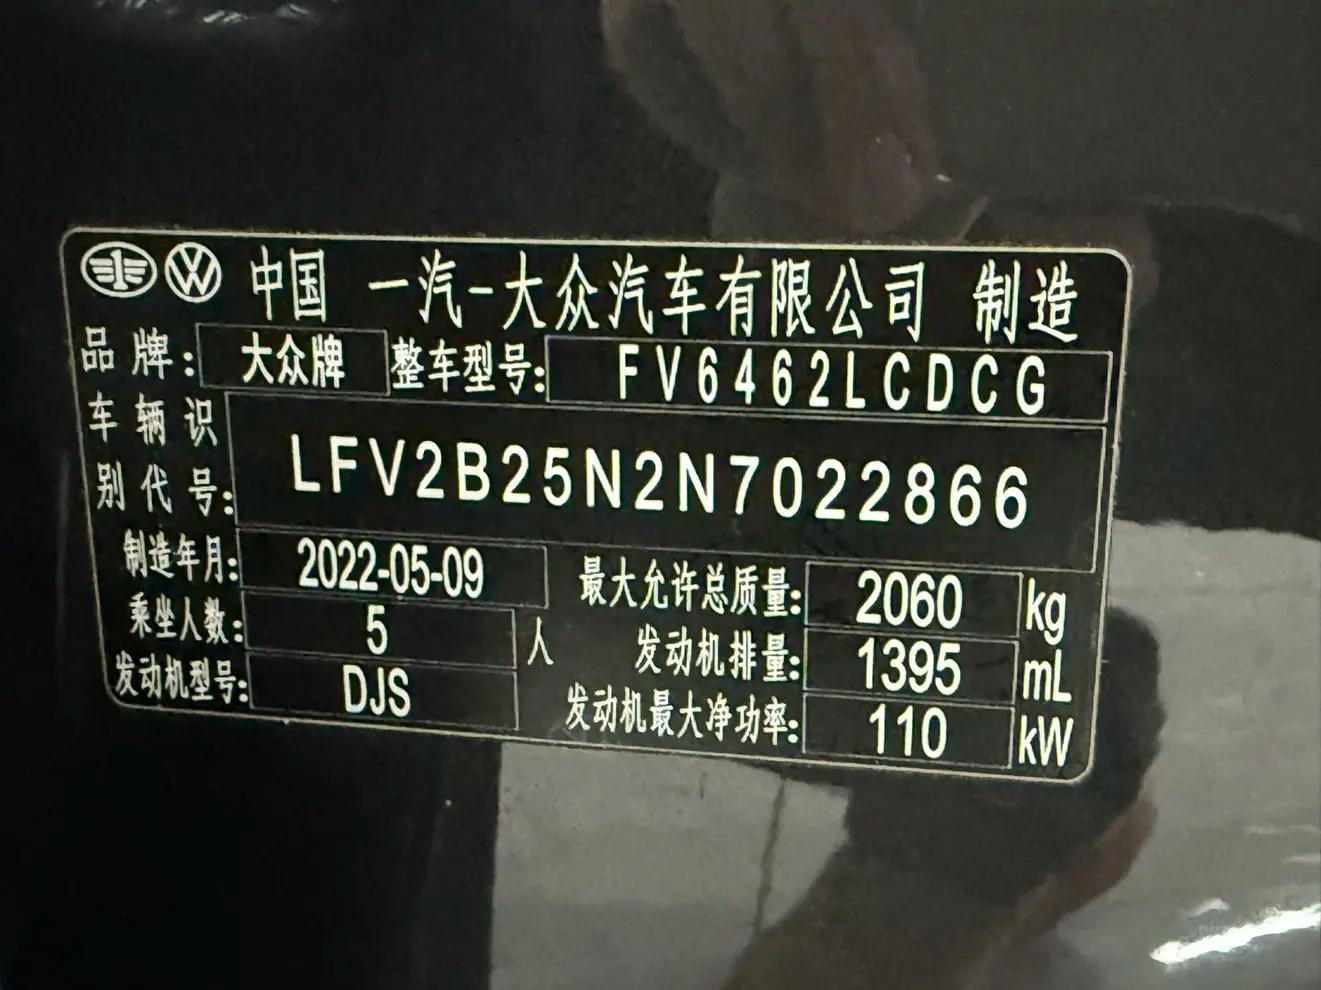 中国 一汽-大众汽车有限公司 制造
品牌: 大众牌 整车型号: FV6462LCDCG
车辆识别代号: LFV2B25N2N7022866
制造年月: 2022-05-09 最大允许总质量: 2060 kg
乘坐人数: 5 人 发动机排量: 1395 mL
发动机型号: DJS 发动机最大净功率: 110 kW